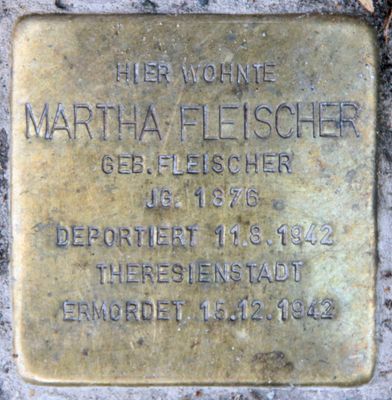 HIER WOHNTE
MARTHA FLEISCHER
GEB. FLEISCHER
JG. 1876
DEPORTIERT 11.8.1942
THERESIENSTADT
ERMORDET 15.12.1942